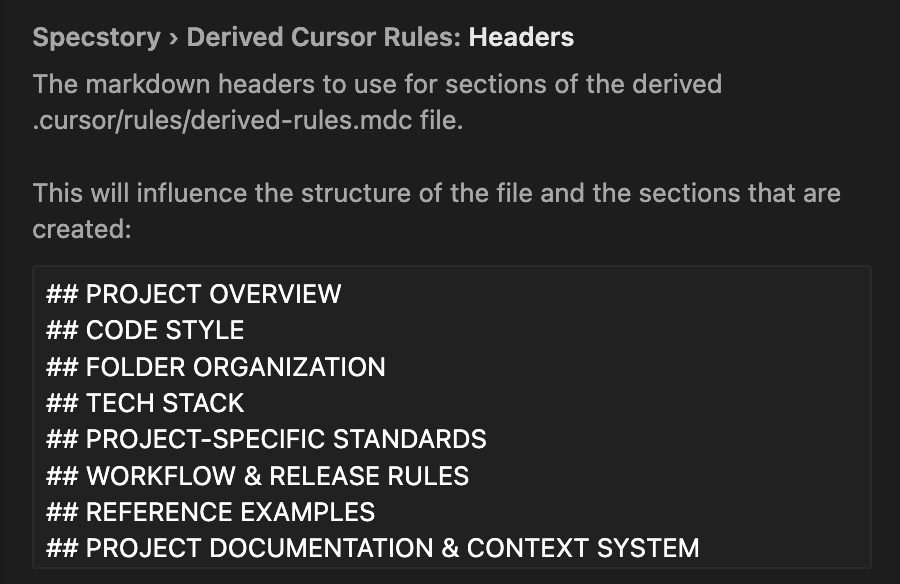 Specstory › Derived Cursor Rules: Headers
The markdown headers to use for sections of the derived
.cursor/rules/derived-rules.mdc file.
This will influence the structure of the file and the sections that are
created:
## PROJECT OVERVIEW
## CODE STYLE
## FOLDER ORGANIZATION
## TECH STACK
## PROJECT-SPECIFIC STANDARDS
## WORKFLOW & RELEASE RULES
## REFERENCE EXAMPLES
## PROJECT DOCUMENTATION & CONTEXT SYSTEM